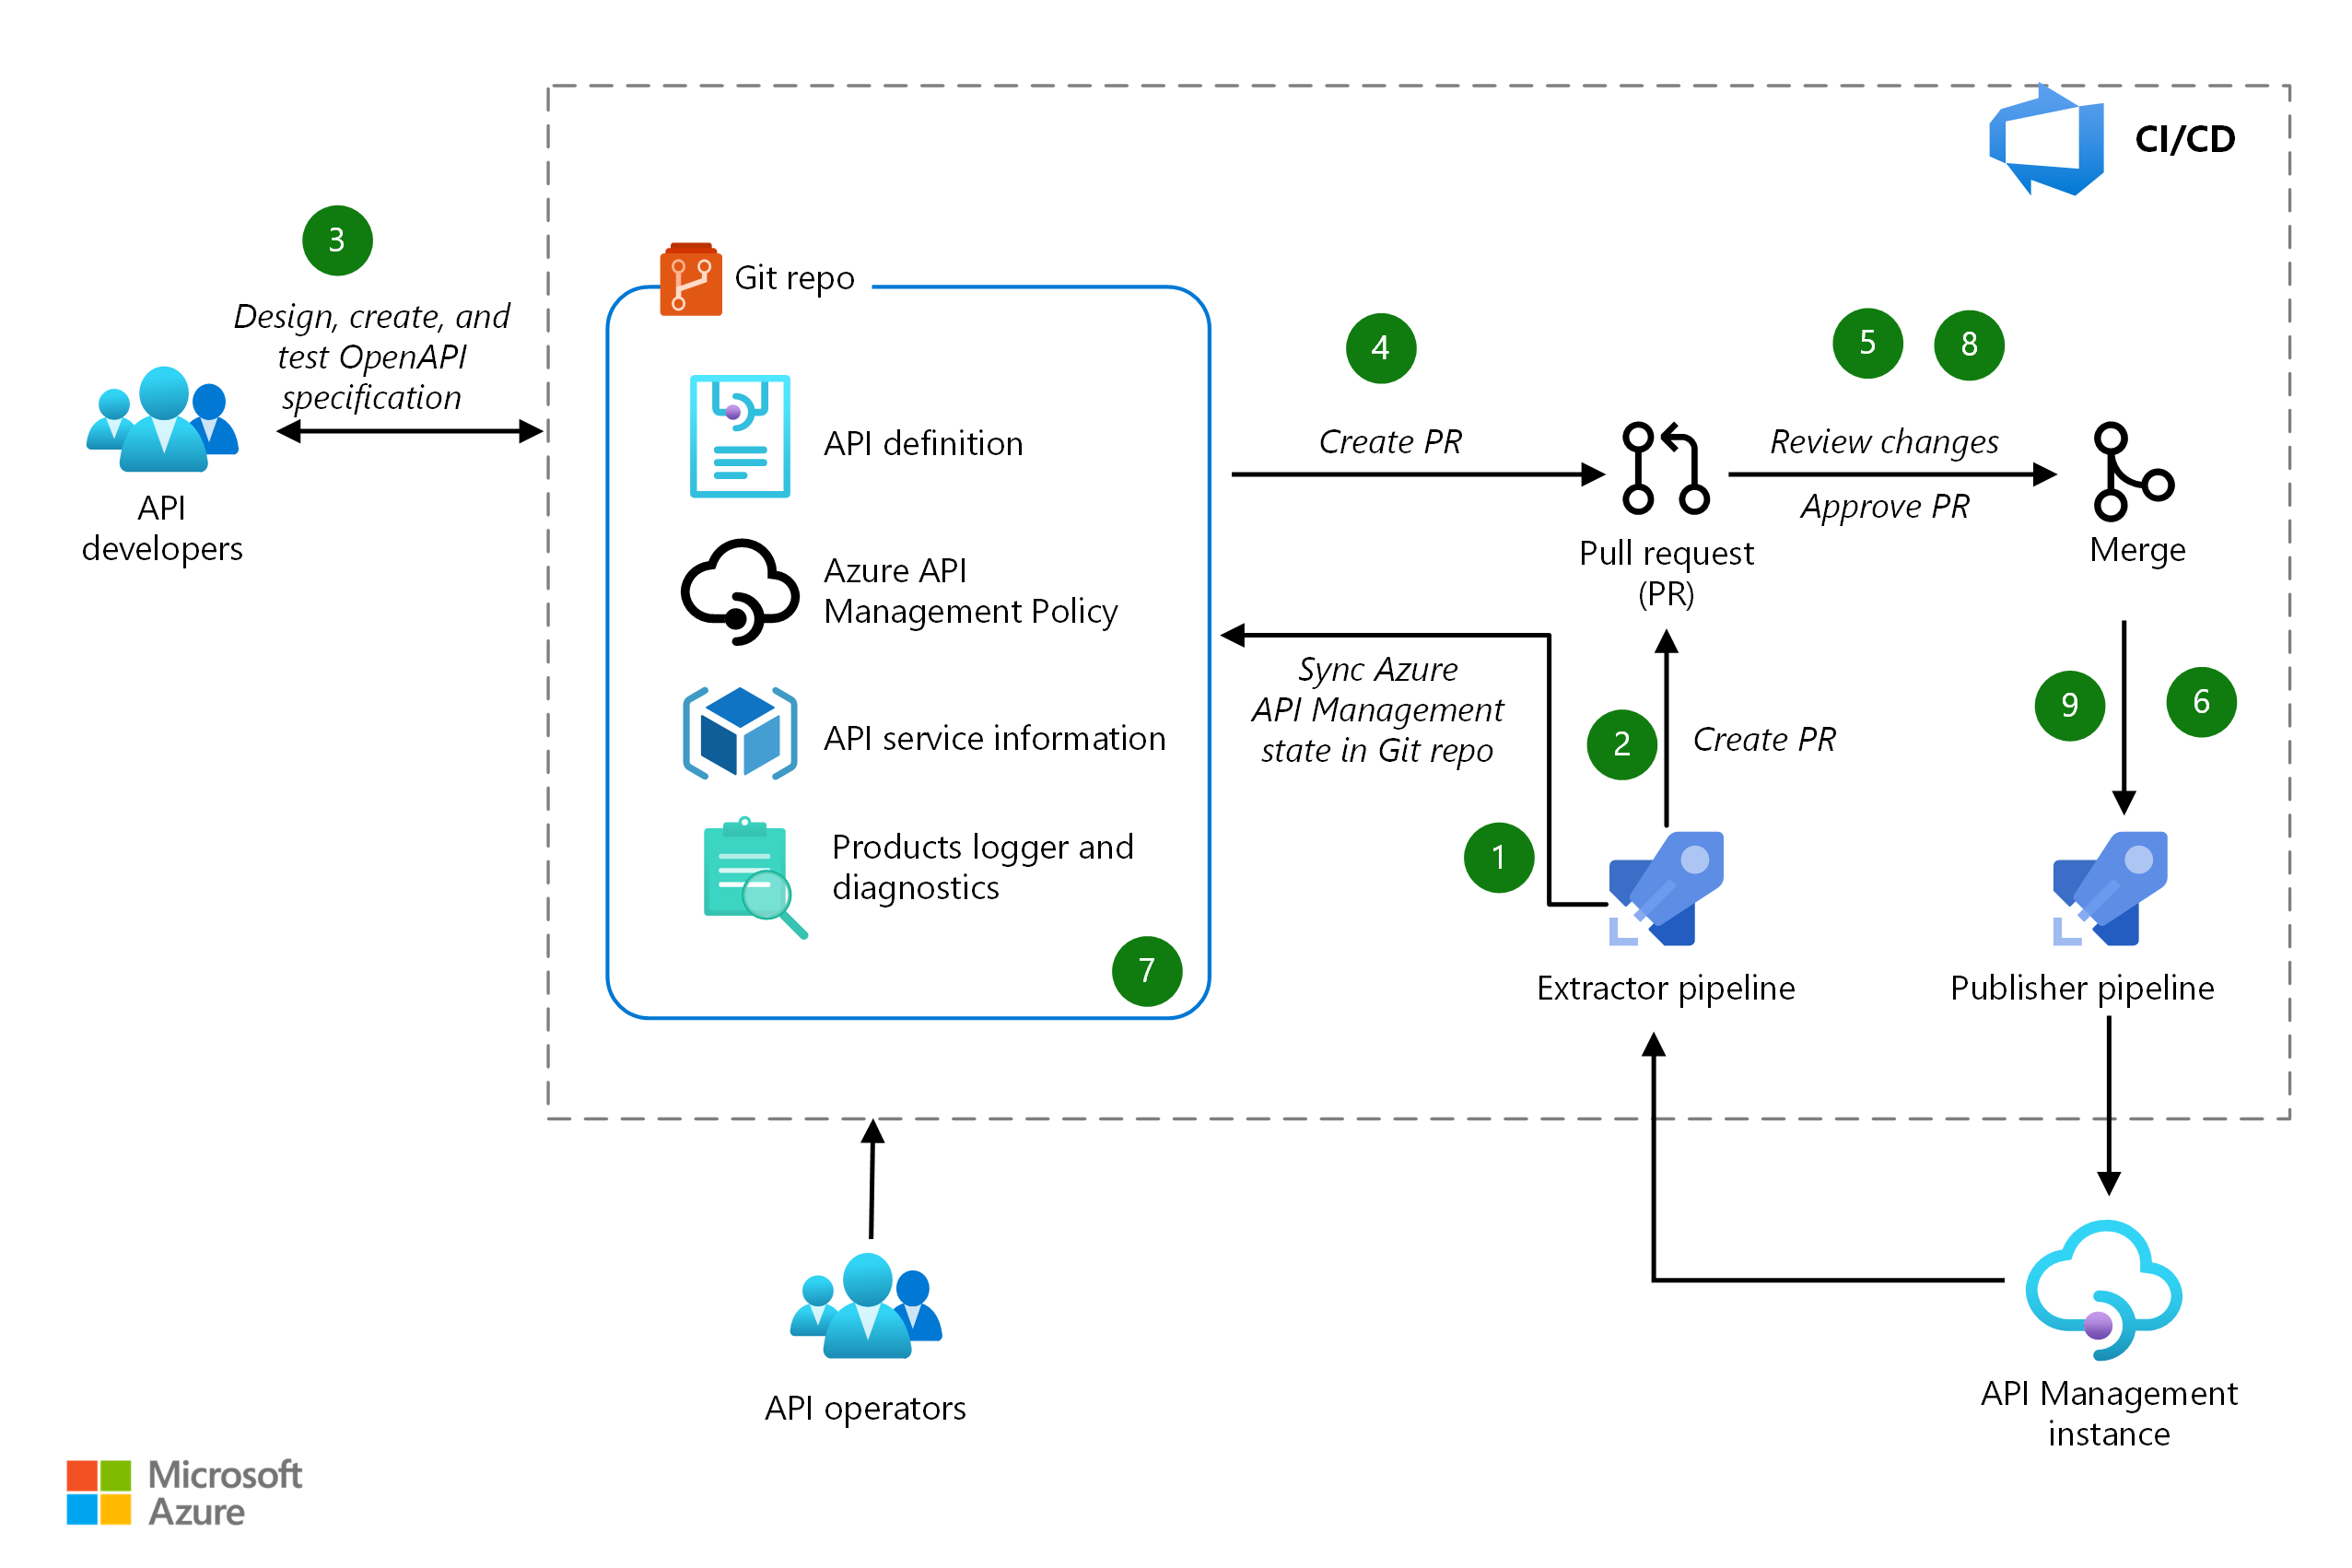 CI/CD
3
Design, create, and
test OpenAPI
specification
API
developers
Git repo
API definition
Azure API
Management Policy
API service information
Products logger and
diagnostics
7
4
Create PR
Pull request
(PR)
5
8
Review changes
Approve PR
Merge
Sync Azure
API Management
state in Git repo
1
2
Create PR
9
6
Extractor pipeline
Publisher pipeline
API operators
API Management
instance
Microsoft
Azure